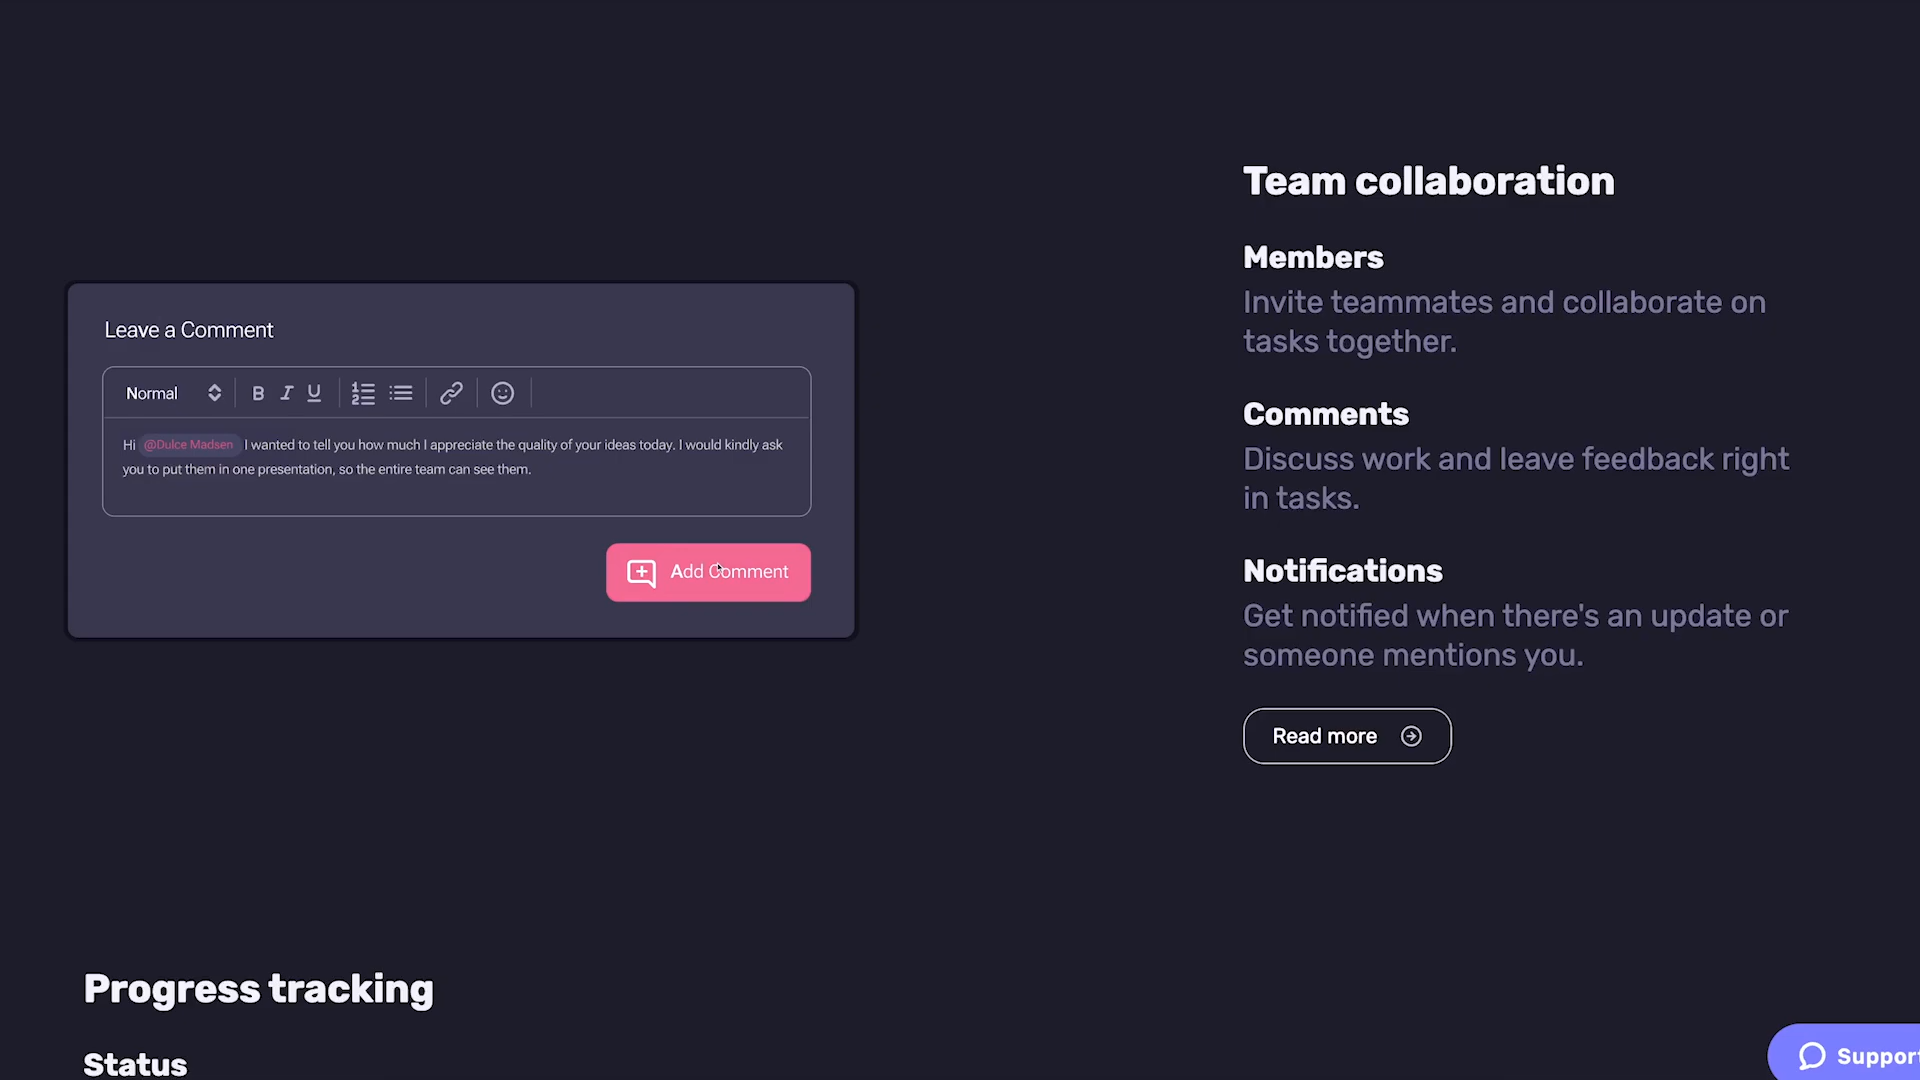 Leave a Comment
Normal
B I U
Hi @Dulce Madsen I wanted to tell you how much I appreciate the quality of your ideas today. I would kindly ask
you to put them in one presentation, so the entire team can see them.
Add Comment
Team collaboration
Members
Invite teammates and collaborate on
tasks together.
Comments
Discuss work and leave feedback right
in tasks.
Notifications
Get notified when there's an update or
someone mentions you.
Read more
Progress tracking
Status
Support